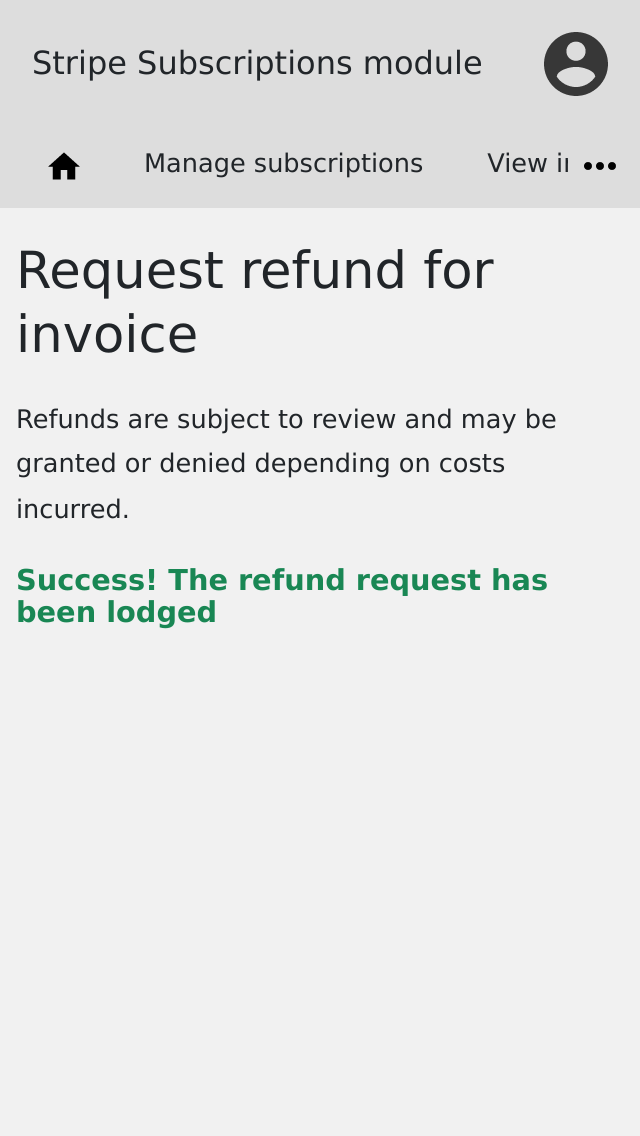 Stripe Subscriptions module
Manage subscriptions
View
Request refund for
invoice
Refunds are subject to review and may be
granted or denied depending on costs
incurred.
Success! The refund request has
been lodged